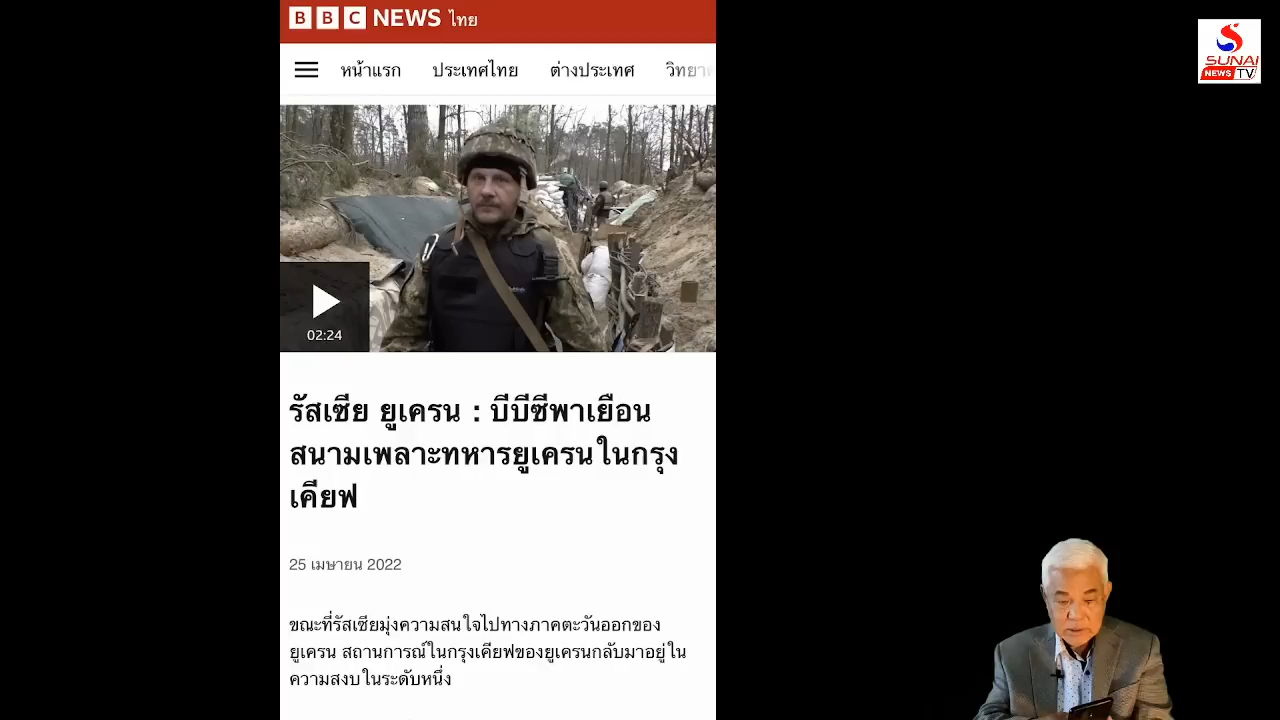 BBC NEWS ไทย
SUNAI
NEWS TV
หน้าแรก ประเทศไทย ต่างประเทศ
02:24
รัสเซีย ยูเครน : บีบีซีพาเยือน
สนามเพลาะทหารยูเครนในกรุง
เคียฟ
25 เมษายน 2022
ขณะที่รัสเซียมุ่งความสนใจไปทางภาคตะวันออกของ
ยูเครน สถานการณ์ในกรุงเคียฟของยูเครนกลับมาอยู่ใน
ความสงบในระดับหนึ่ง